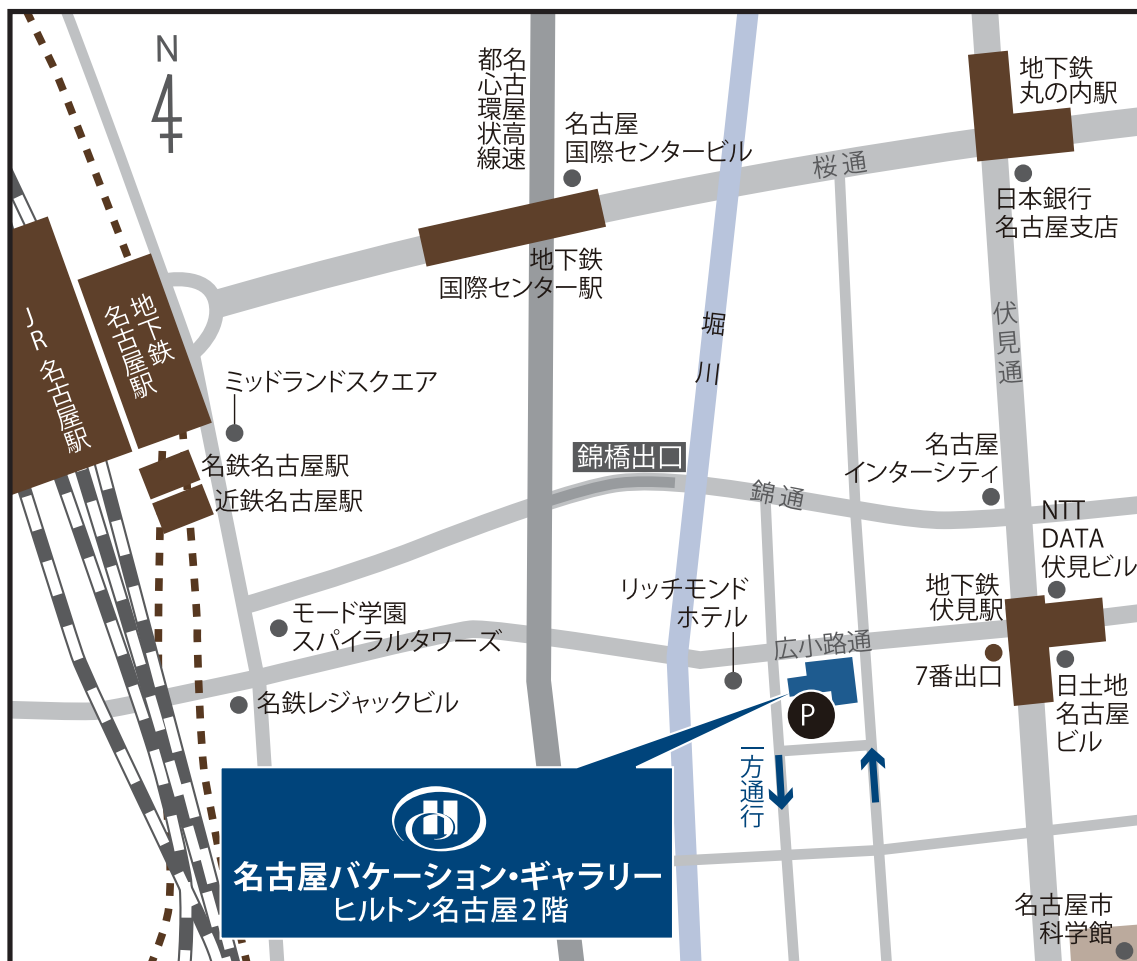 N
名古屋高速
都心環状線
名古屋
国際センタービル
地下鉄
丸の内駅
桜通
日本銀行
名古屋支店
地下鉄
国際センター駅
地下鉄
名古屋駅
JR 名古屋駅
堀川
伏見通
ミッドランドスクエア
名鉄名古屋駅
近鉄名古屋駅
錦橋出口
錦通
名古屋
インターシティ
NTT
DATA
伏見ビル
リッチモンド
ホテル
地下鉄
伏見駅
モード学園
スパイラルタワーズ
広小路通
7番出口
日土地
名古屋
ビル
名鉄レジャックビル
P
一方通行
H
名古屋バケーション・ギャラリー
ヒルトン名古屋2階
名古屋市
科学館